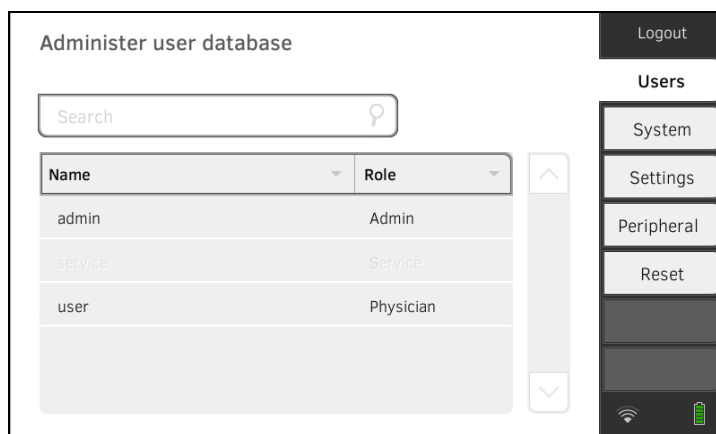 Administer user database
Search
Name Role
admin Admin
service Service
user Physician
Logout
Users
System
Settings
Peripheral
Reset